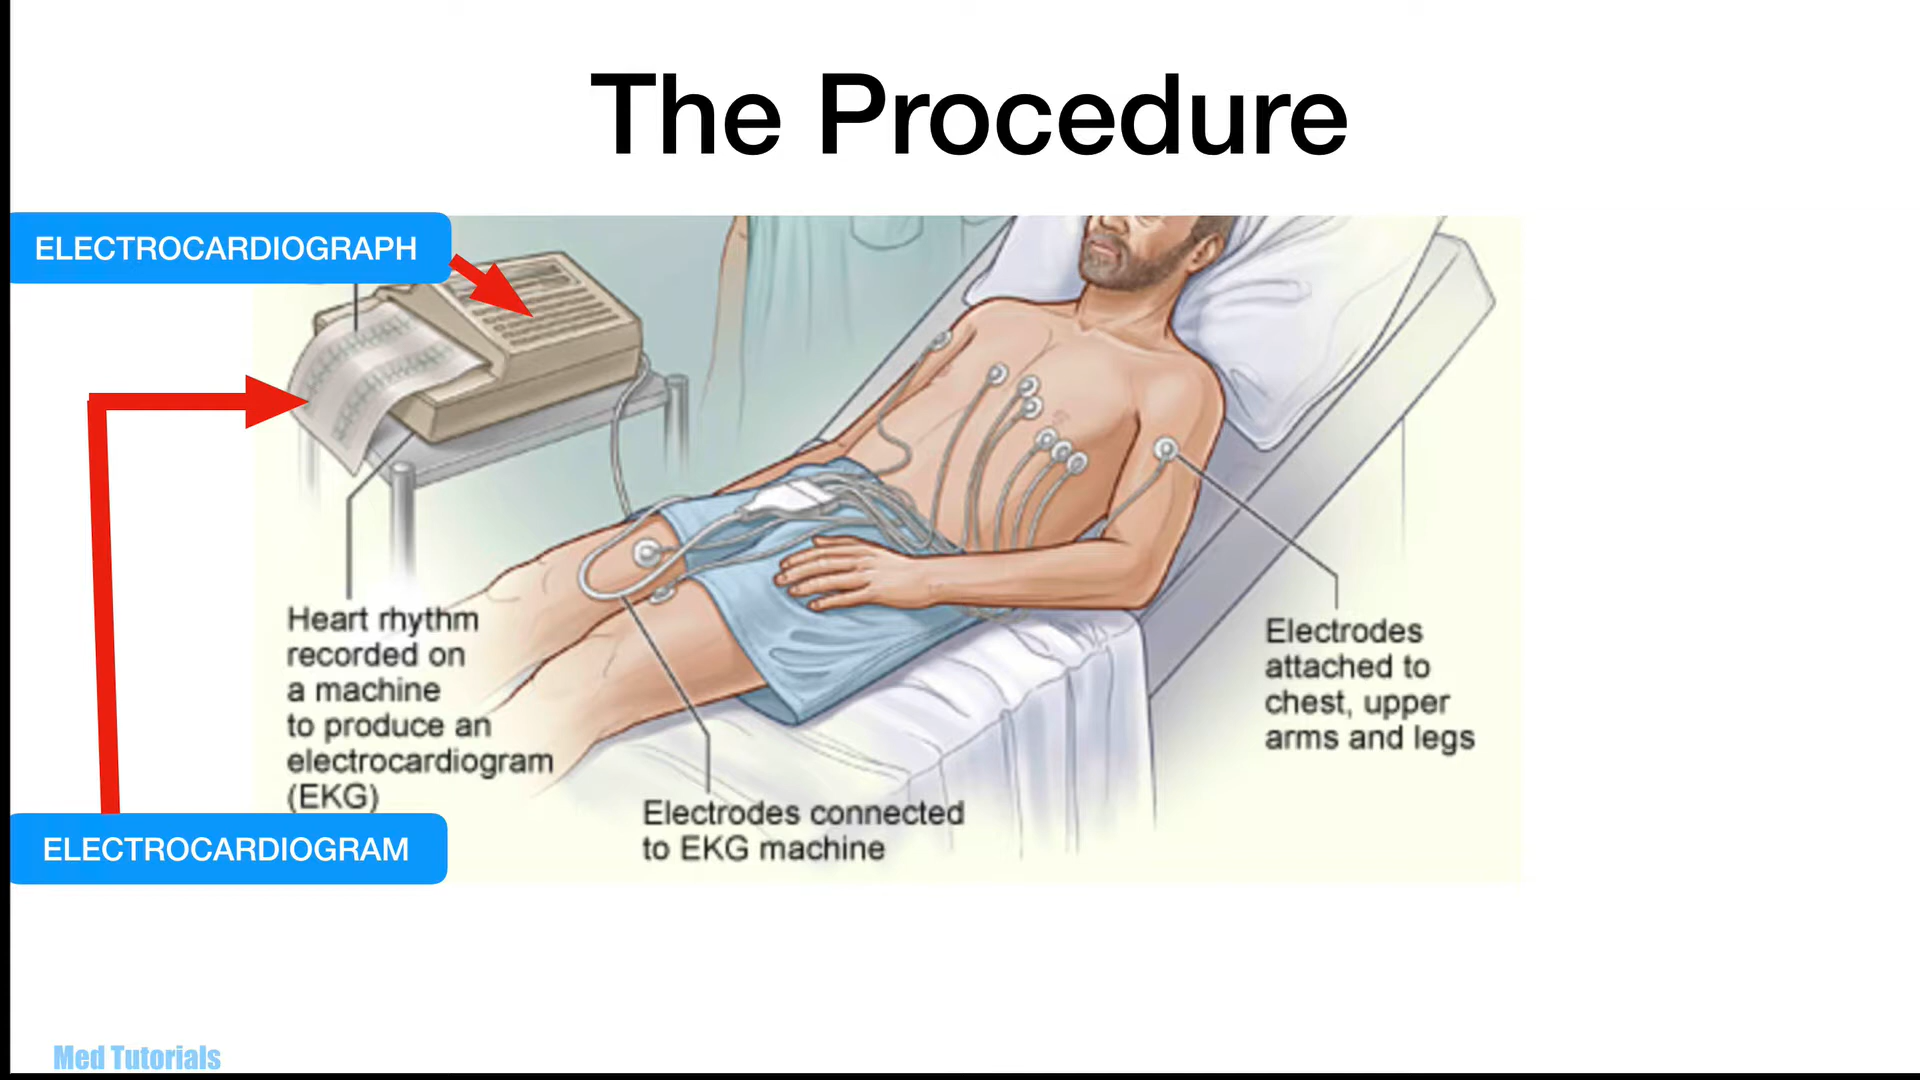 The Procedure
ELECTROCARDIOGRAPH
Heart rhythm
recorded on
a machine
to produce an
electrocardiogram
(EKG)
ELECTROCARDIOGRAM
Electrodes connected
to EKG machine
Electrodes
attached to
chest, upper
arms and legs
Med Tutorials